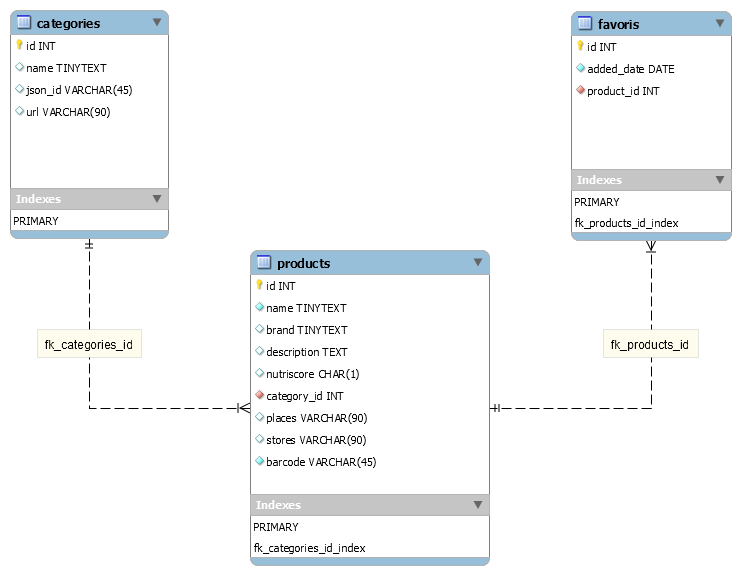 categories
id INT
name TINYTEXT
json_id VARCHAR(45)
url VARCHAR(90)
Indexes
PRIMARY
favoris
id INT
added_date DATE
product_id INT
Indexes
PRIMARY
fk_products_id_index
fk_categories_id
fk_products_id
products
id INT
name TINYTEXT
brand TINYTEXT
description TEXT
nutriscore CHAR(1)
category_id INT
places VARCHAR(90)
stores VARCHAR(90)
barcode VARCHAR(45)
Indexes
PRIMARY
fk_categories_id_index